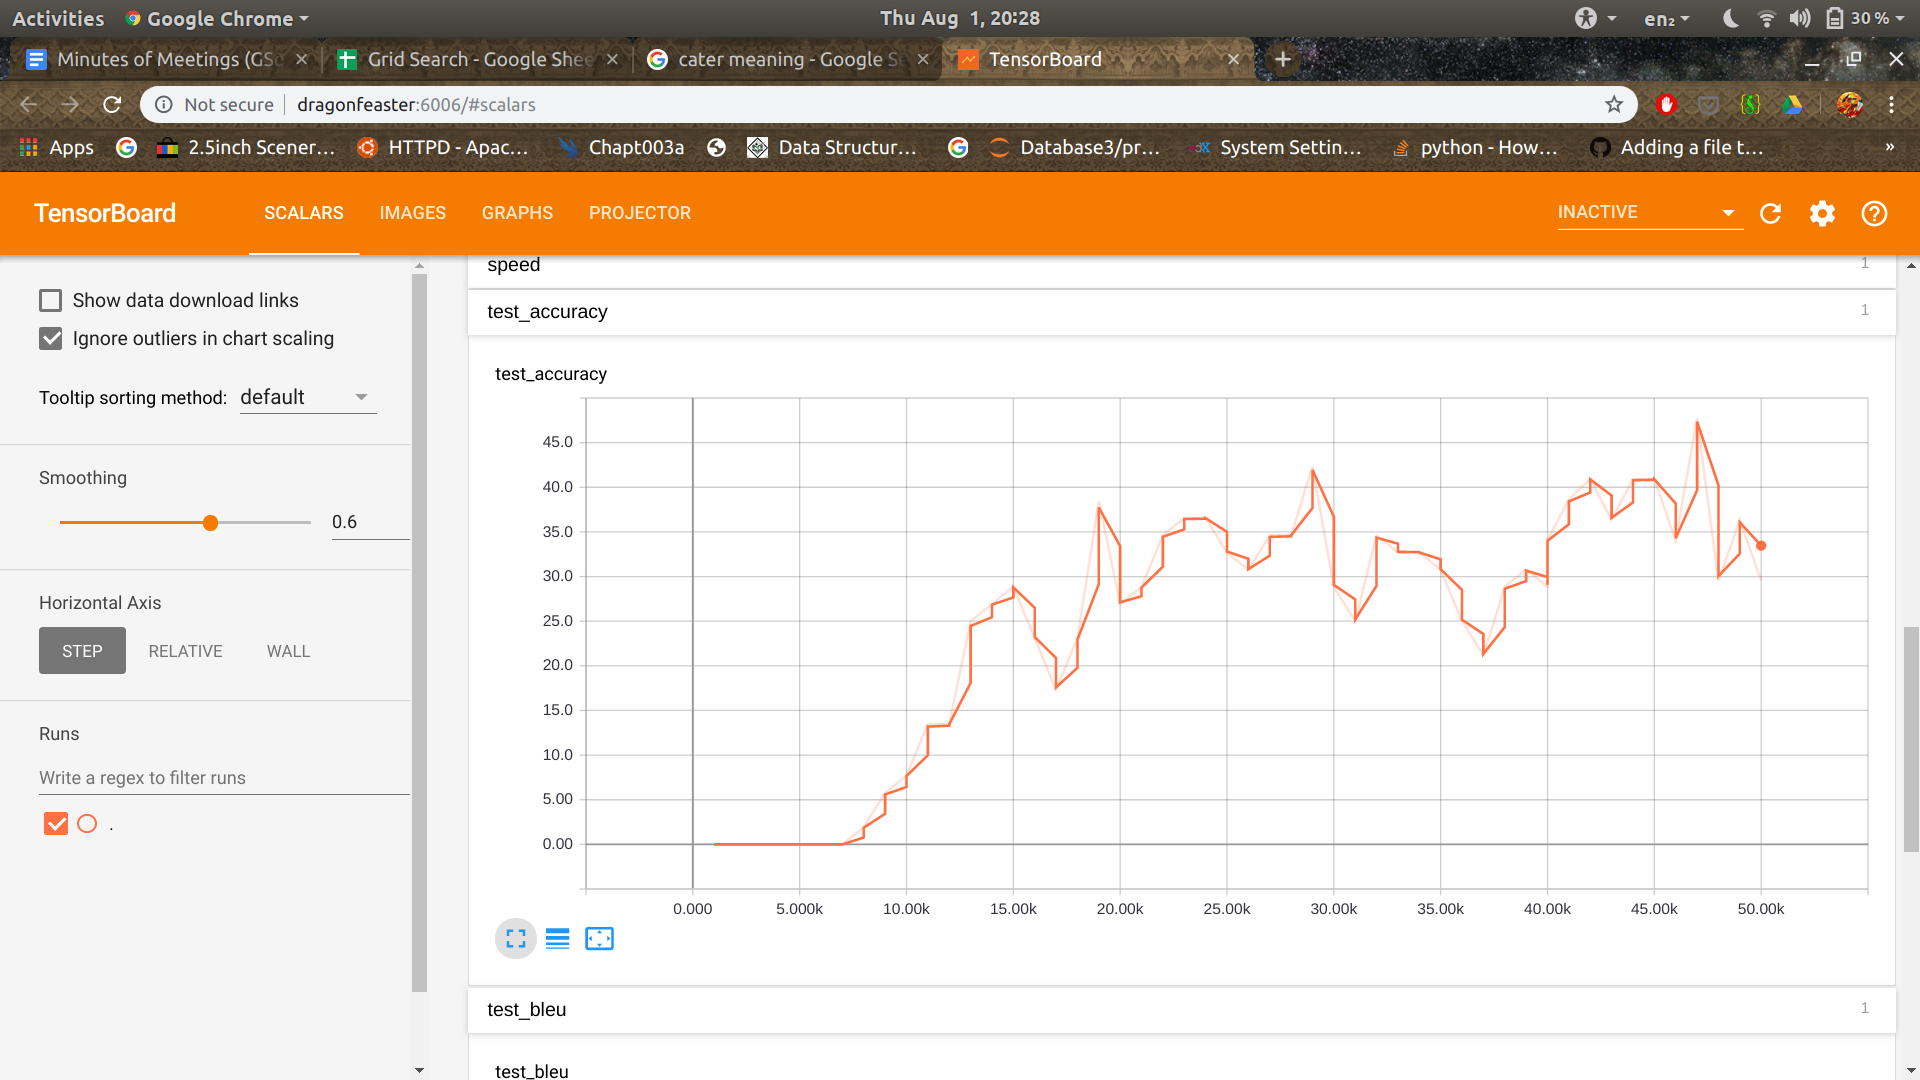 Activities Google Chrome Thu Aug 1, 20:28 en₂ 30 %
Minutes of Meetings (GSo Grid Search - Google Shee cater meaning - Google Se TensorBoard
Not secure dragonfeaster:6006/#scalars
Apps 2.5inch Scener… HTTPD - Apac… Chapt003a Data Structur… Database3/pr… System Settin… python - How… Adding a file t… »
TensorBoard SCALARS IMAGES GRAPHS PROJECTOR INACTIVE
Show data download links
Ignore outliers in chart scaling
Tooltip sorting method: default
Smoothing
0.6
Horizontal Axis
STEP RELATIVE WALL
Runs
Write a regex to filter runs
.
speed 1
test_accuracy 1
test_accuracy
45.0
40.0
35.0
30.0
25.0
20.0
15.0
10.0
5.00
0.00
0.000 5.000k 10.00k 15.00k 20.00k 25.00k 30.00k 35.00k 40.00k 45.00k 50.00k
test_bleu 1
test_bleu